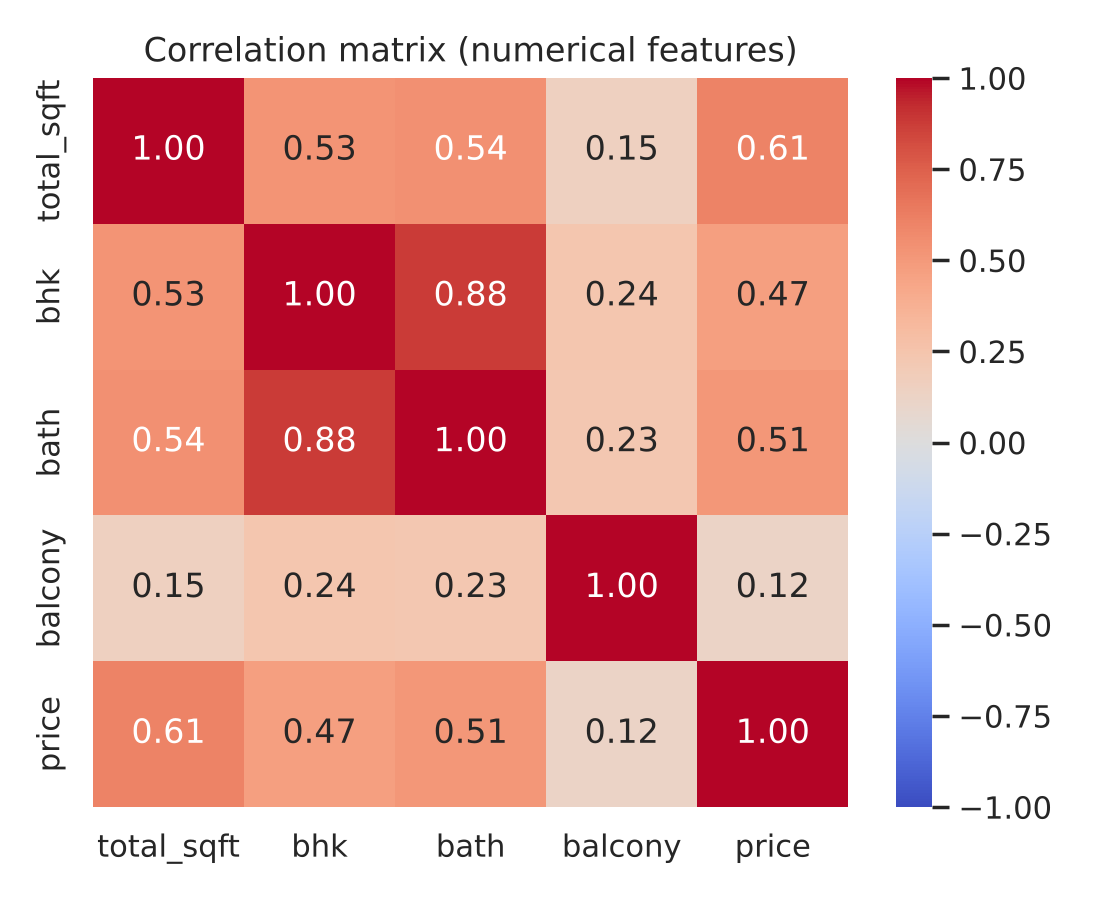 Correlation matrix (numerical features)
total_sqft
1.00 0.53 0.54 0.15 0.61
bhk
0.53 1.00 0.88 0.24 0.47
bath
0.54 0.88 1.00 0.23 0.51
balcony
0.15 0.24 0.23 1.00 0.12
price
0.61 0.47 0.51 0.12 1.00
total_sqft bhk bath balcony price
1.00
0.75
0.50
0.25
0.00
−0.25
−0.50
−0.75
−1.00